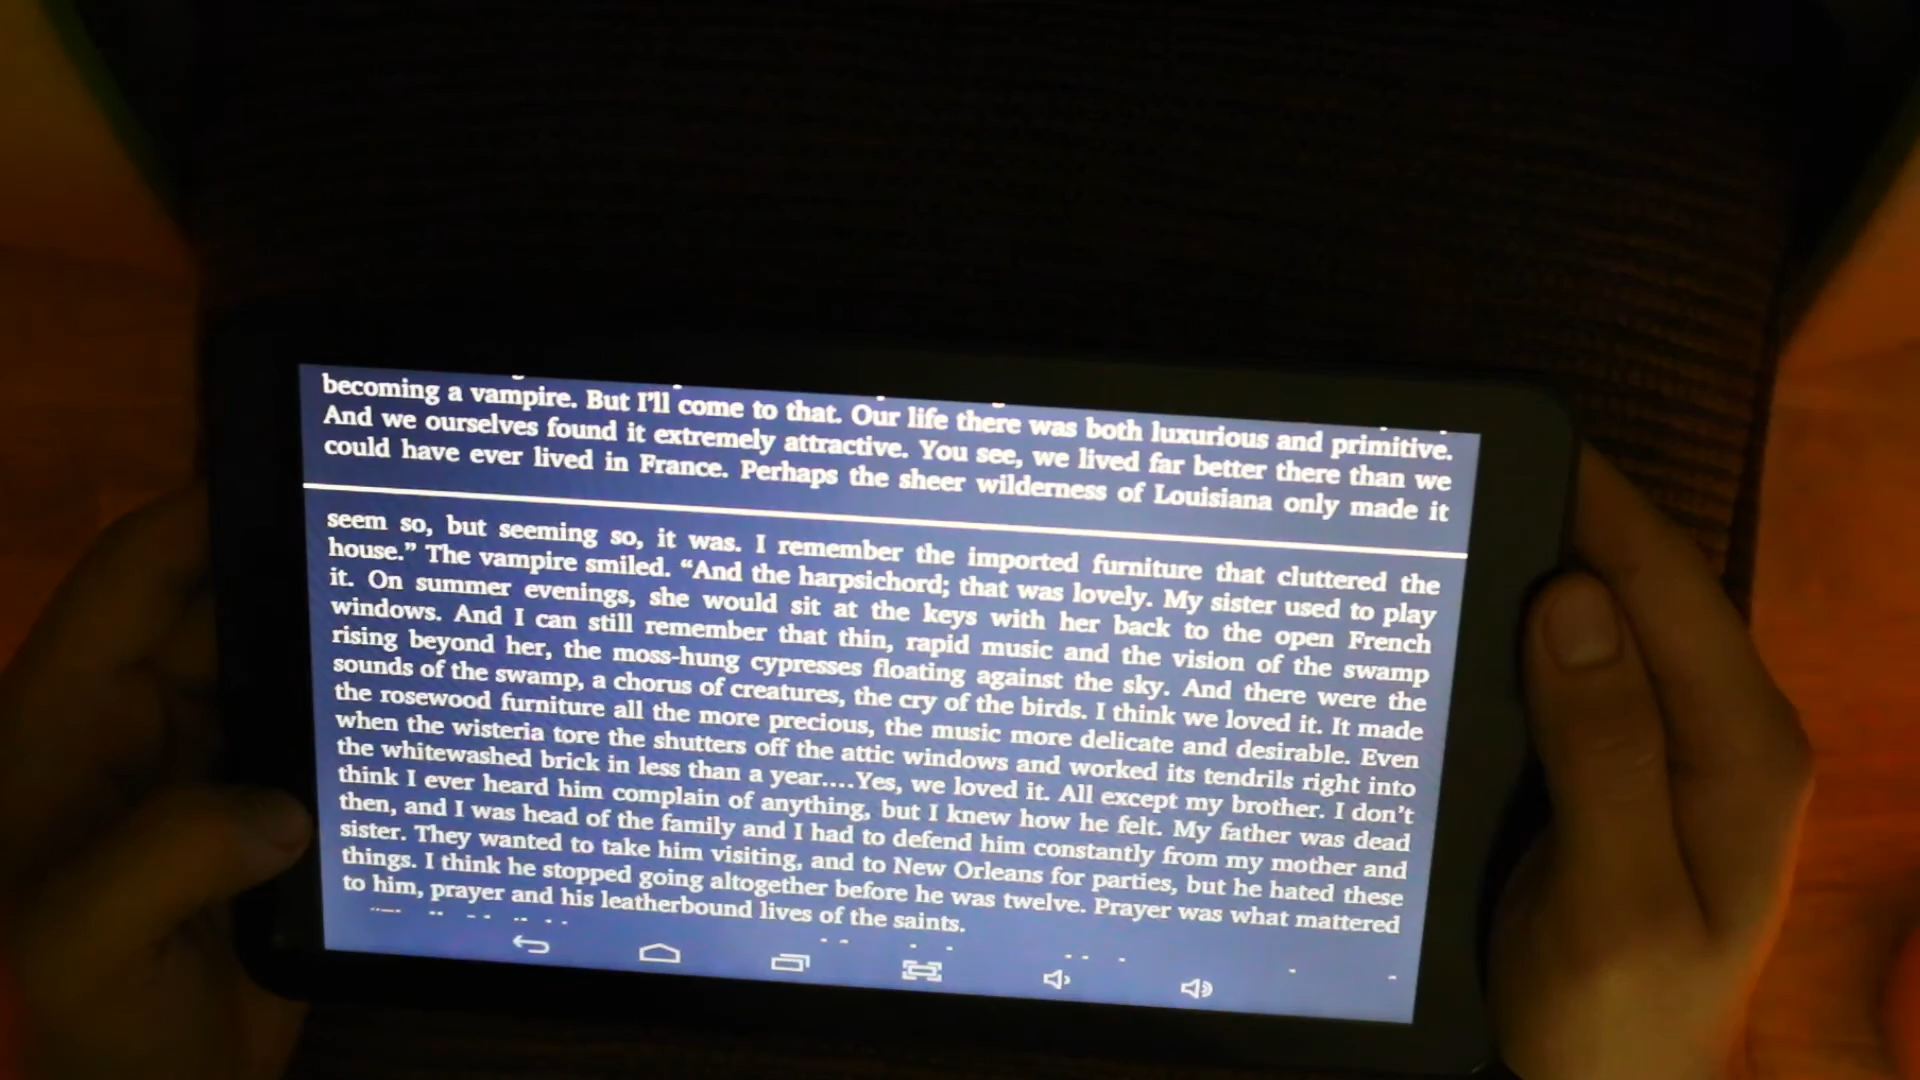 becoming a vampire. But I'll come to that. Our life there was both luxurious and primitive.
And we ourselves found it extremely attractive. You see, we lived far better there than we
could have ever lived in France. Perhaps the sheer wilderness of Louisiana only made it
seem so, but seeming so, it was. I remember the imported furniture that cluttered the
house.” The vampire smiled. “And the harpsichord; that was lovely. My sister used to play
it. On summer evenings, she would sit at the keys with her back to the open French
windows. And I can still remember that thin, rapid music and the vision of the swamp
rising beyond her, the moss-hung cypresses floating against the sky. And there were the
sounds of the swamp, a chorus of creatures, the cry of the birds. I think we loved it. It made
the rosewood furniture all the more precious, the music more delicate and desirable. Even
when the wisteria tore the shutters off the attic windows and worked its tendrils right into
the whitewashed brick in less than a year....Yes, we loved it. All except my brother. I don’t
think I ever heard him complain of anything, but I knew how he felt. My father was dead
then, and I was head of the family and I had to defend him constantly from my mother and
sister. They wanted to take him visiting, and to New Orleans for parties, but he hated these
things. I think he stopped going altogether before he was twelve. Prayer was what mattered
to him, prayer and his leatherbound lives of the saints.